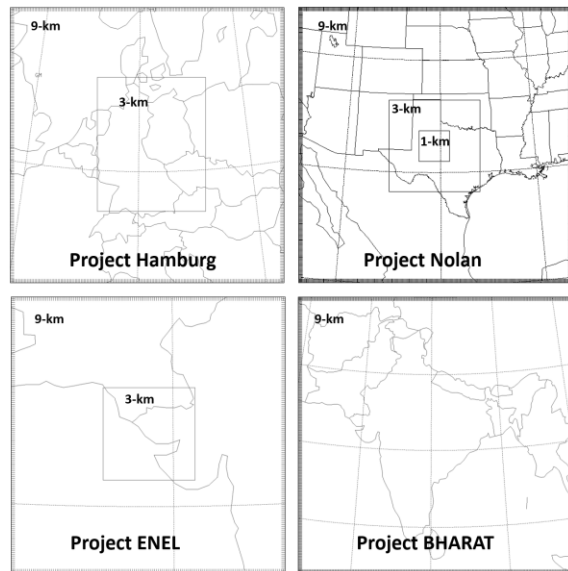 9-km
3-km
Project Hamburg
9-km
3-km
1-km
Project Nolan
9-km
3-km
Project ENEL
9-km
Project BHARAT